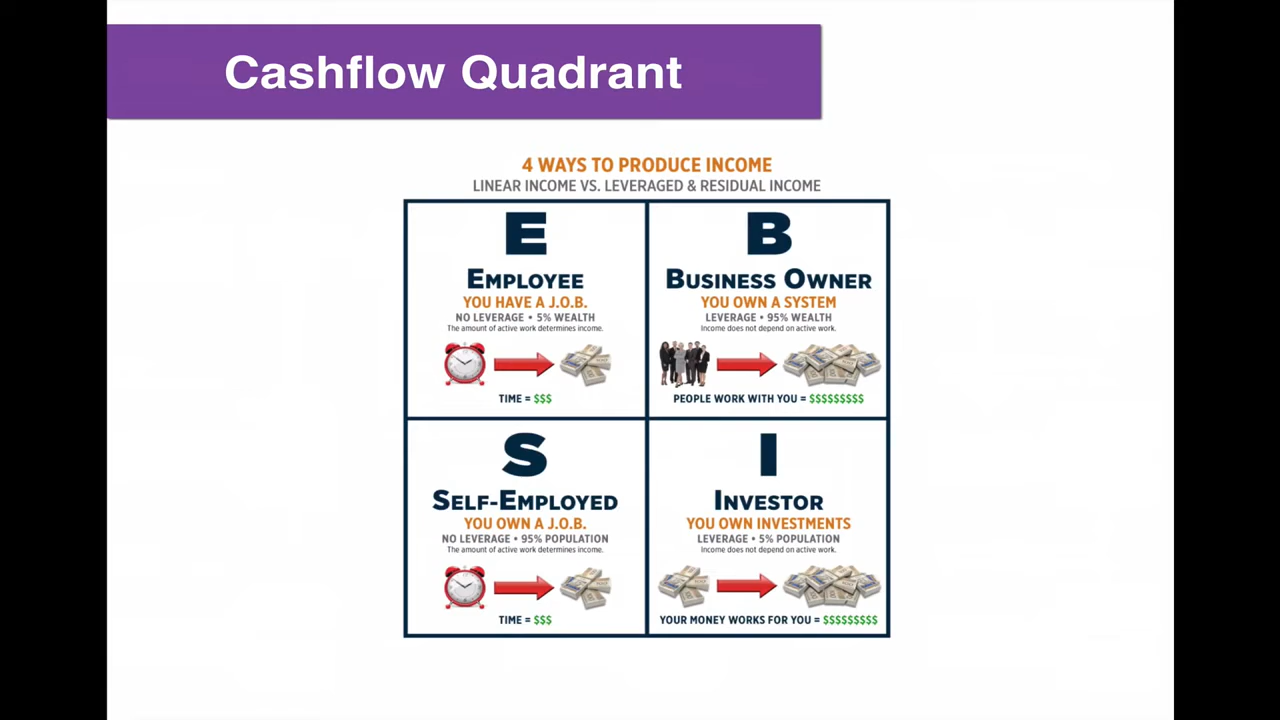 Cashflow Quadrant
4 WAYS TO PRODUCE INCOME
LINEAR INCOME VS. LEVERAGED & RESIDUAL INCOME
E
EMPLOYEE
YOU HAVE A J.O.B.
NO LEVERAGE • 5% WEALTH
The amount of active work determines income.
TIME = $$$
B
BUSINESS OWNER
YOU OWN A SYSTEM
LEVERAGE • 95% WEALTH
Income does not depend on active work.
PEOPLE WORK WITH YOU = $$$$$$$$$
S
SELF-EMPLOYED
YOU OWN A J.O.B.
NO LEVERAGE • 95% POPULATION
The amount of active work determines income.
TIME = $$$
I
INVESTOR
YOU OWN INVESTMENTS
LEVERAGE • 5% POPULATION
Income does not depend on active work.
YOUR MONEY WORKS FOR YOU = $$$$$$$$$